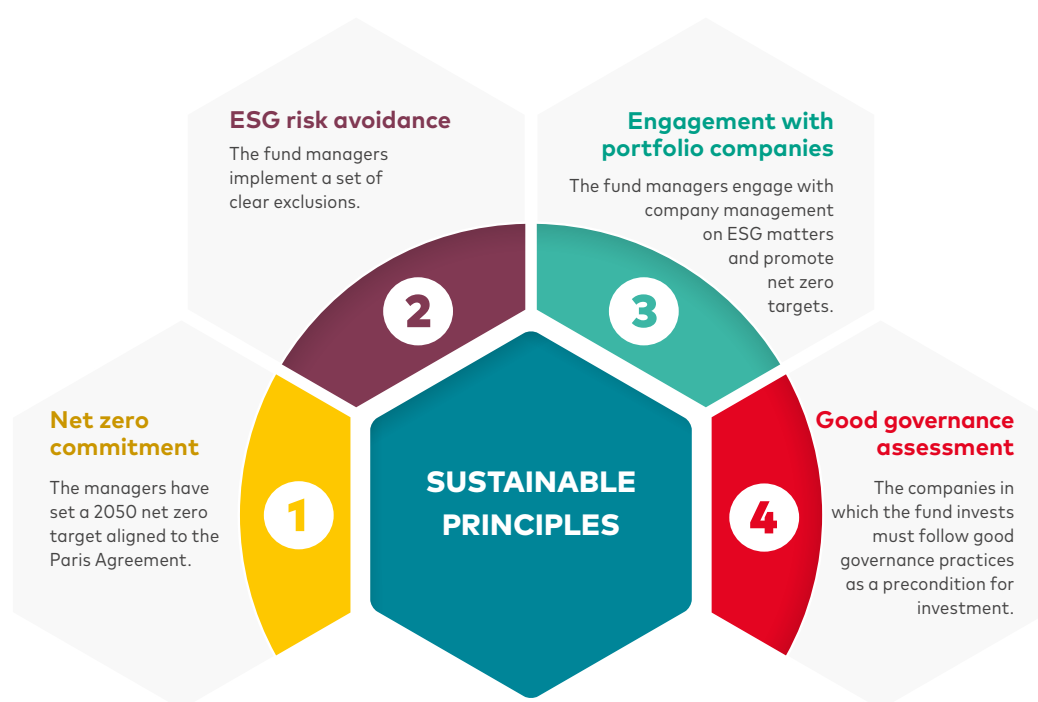 ESG risk avoidance
The fund managers
implement a set of
clear exclusions.
Engagement with
portfolio companies
The fund managers engage with
company management
on ESG matters
and promote
net zero
targets.
2
3
Net zero
commitment
The managers have
set a 2050 net zero
target aligned to the
Paris Agreement.
1
SUSTAINABLE
PRINCIPLES
4
Good governance
assessment
The companies in
which the fund invests
must follow good
governance practices
as a precondition for
investment.